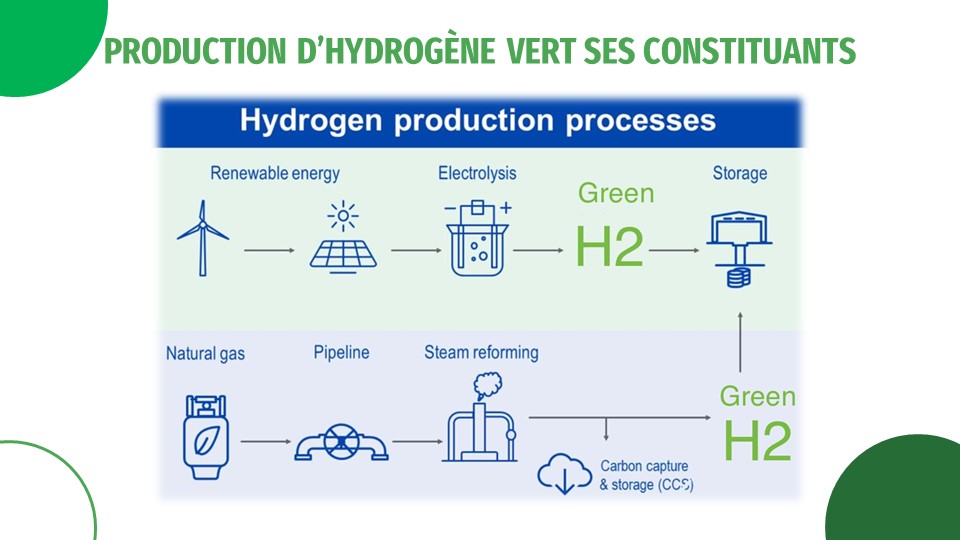 PRODUCTION D’HYDROGÈNE VERT SES CONSTITUANTS
Hydrogen production processes
Renewable energy
Electrolysis
Green
H2
Storage
− +
Natural gas
Pipeline
Steam reforming
Green
H2
Carbon capture
& storage (CCS)